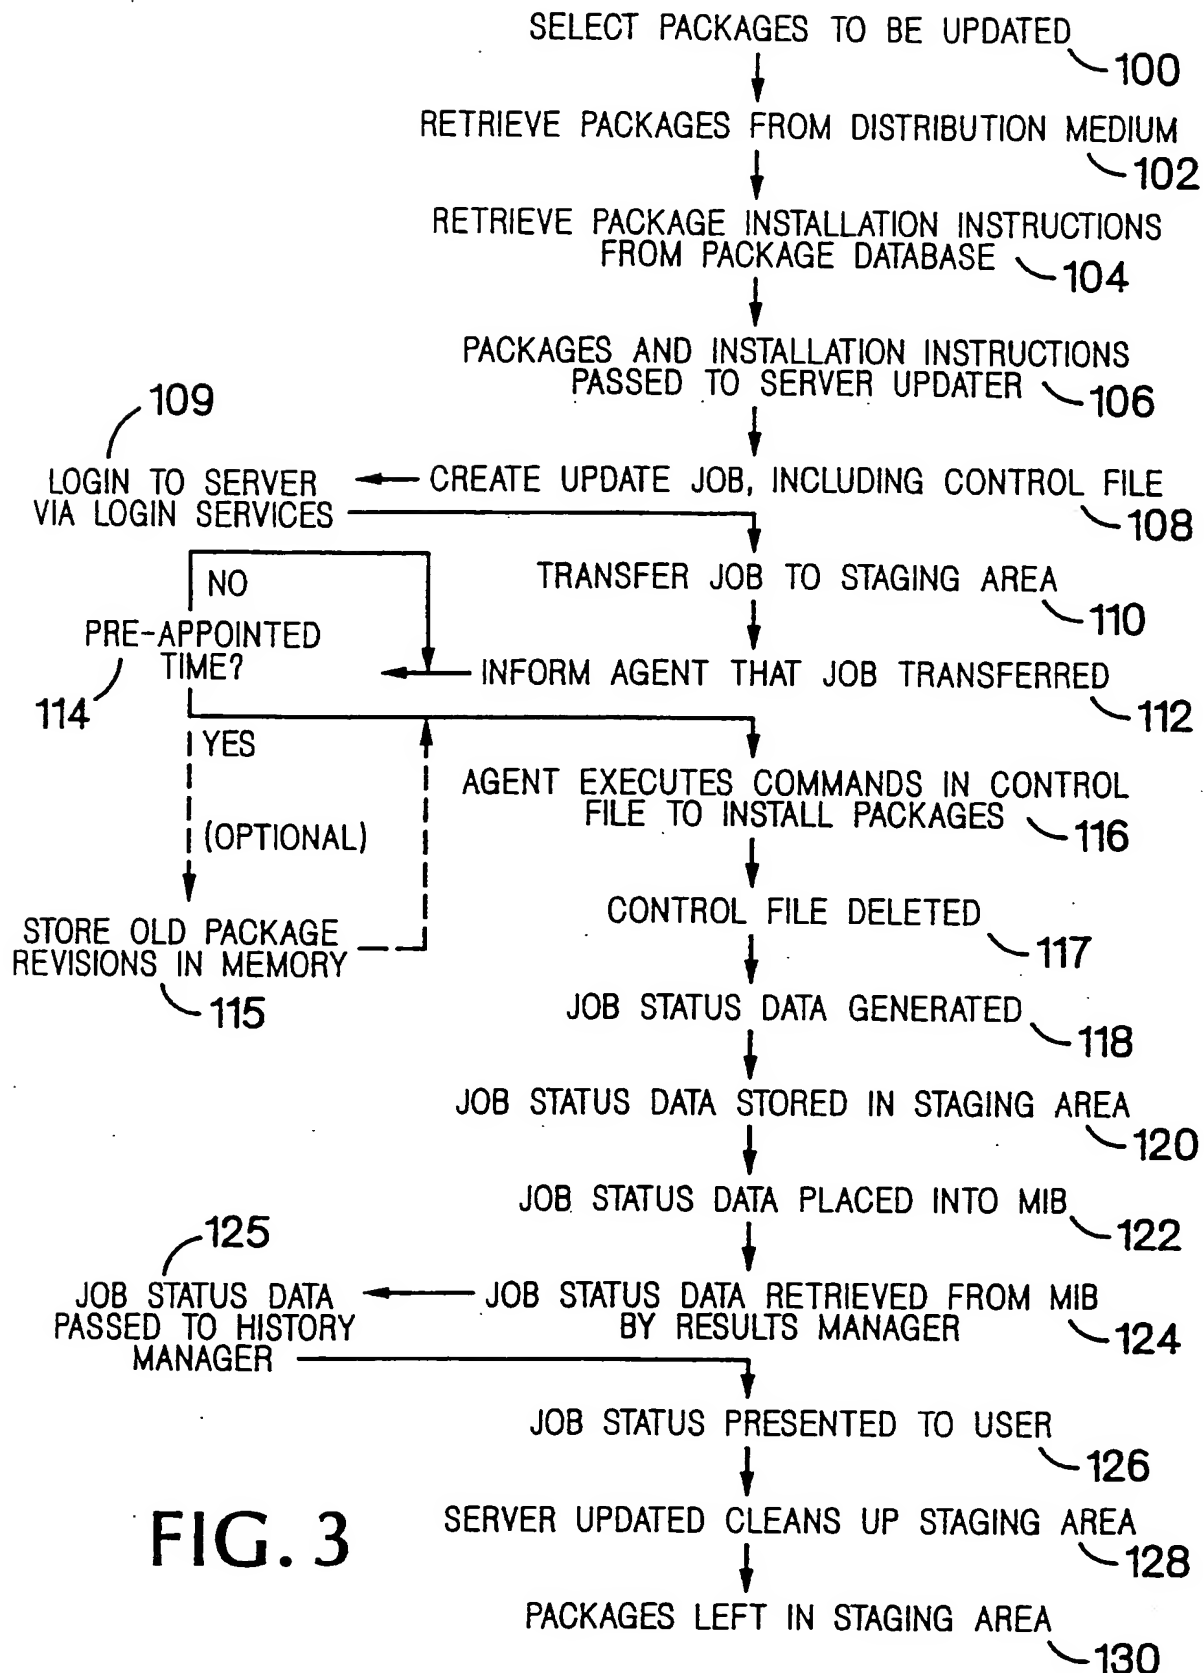 SELECT PACKAGES TO BE UPDATED
100
RETRIEVE PACKAGES FROM DISTRIBUTION MEDIUM
102
RETRIEVE PACKAGE INSTALLATION INSTRUCTIONS
FROM PACKAGE DATABASE
104
PACKAGES AND INSTALLATION INSTRUCTIONS
PASSED TO SERVER UPDATER
106
109
LOGIN TO SERVER
VIA LOGIN SERVICES
CREATE UPDATE JOB, INCLUDING CONTROL FILE
108
TRANSFER JOB TO STAGING AREA
110
NO
PRE-APPOINTED
TIME?
114
INFORM AGENT THAT JOB TRANSFERRED
112
YES
(OPTIONAL)
AGENT EXECUTES COMMANDS IN CONTROL
FILE TO INSTALL PACKAGES
116
STORE OLD PACKAGE
REVISIONS IN MEMORY
115
CONTROL FILE DELETED
117
JOB STATUS DATA GENERATED
118
JOB STATUS DATA STORED IN STAGING AREA
120
JOB STATUS DATA PLACED INTO MIB
122
125
JOB STATUS DATA
PASSED TO HISTORY
MANAGER
JOB STATUS DATA RETRIEVED FROM MIB
BY RESULTS MANAGER
124
JOB STATUS PRESENTED TO USER
126
SERVER UPDATED CLEANS UP STAGING AREA
128
PACKAGES LEFT IN STAGING AREA
130
FIG. 3